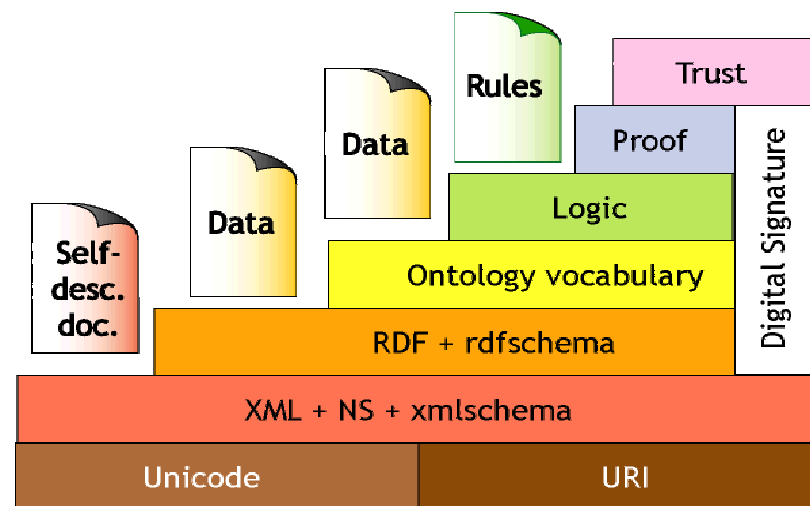 Rules
Trust
Data
Proof
Data
Logic
Digital Signature
Self-
desc.
doc.
Ontology vocabulary
RDF + rdfschema
XML + NS + xmlschema
Unicode
URI